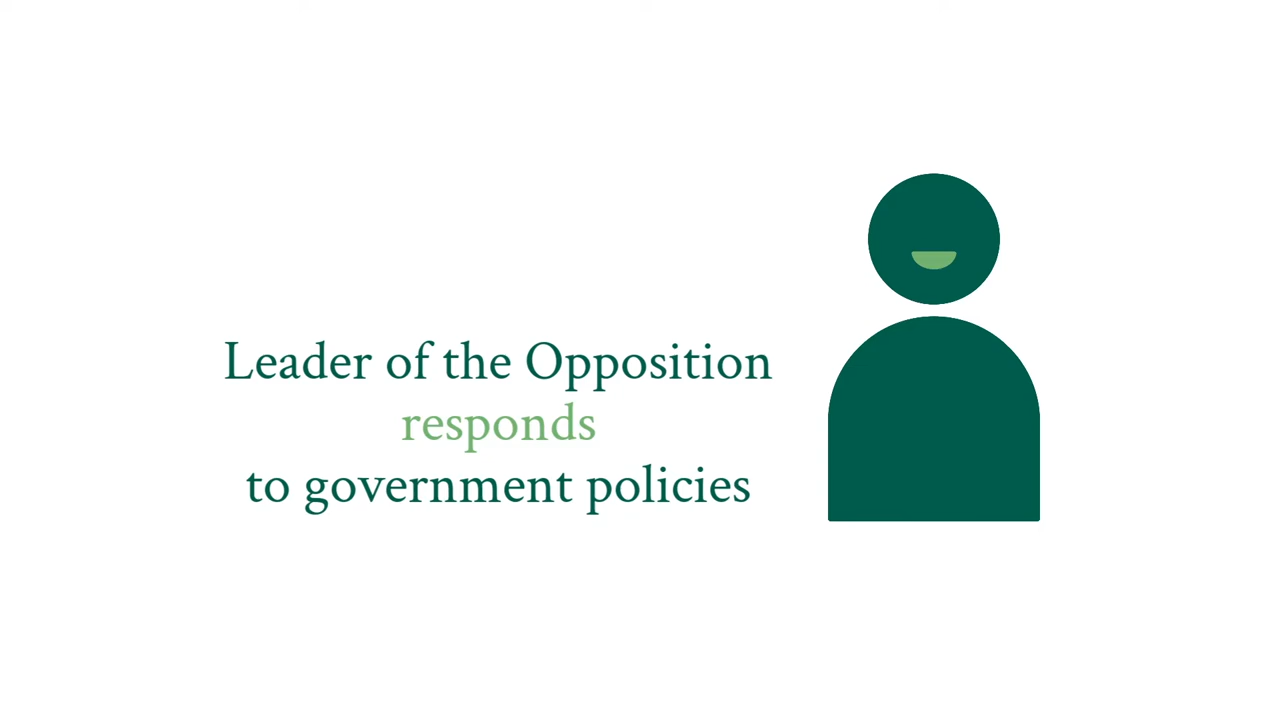 Leader of the Opposition
responds
to government policies